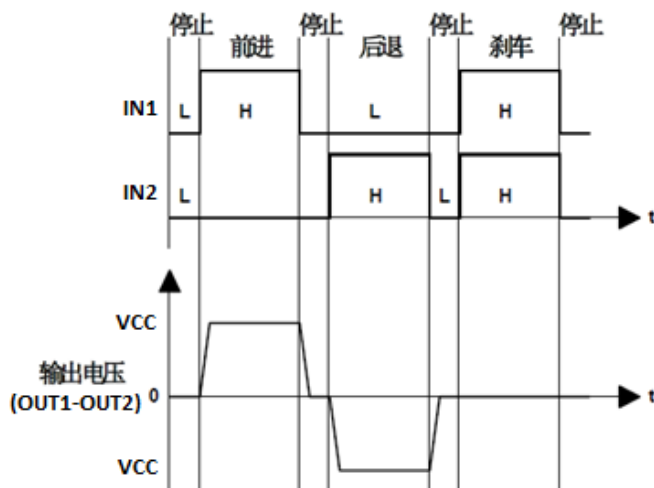 停止 停止 停止 停止
前进 后退 刹车
IN1 L H L H
IN2 L H L H t
VCC
输出电压
(OUT1-OUT2) 0 t
VCC